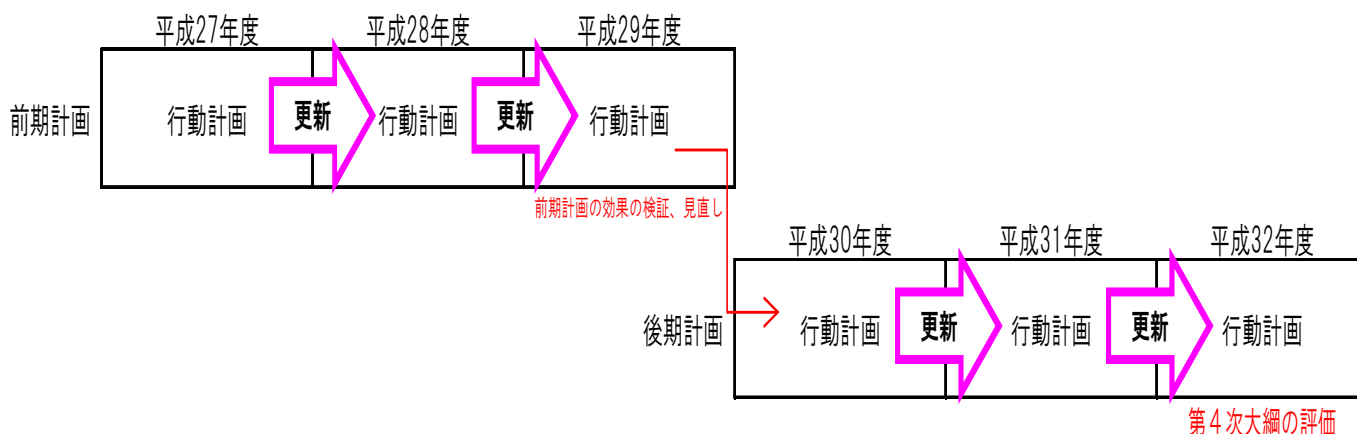 平成27年度 平成28年度 平成29年度
前期計画 行動計画 更新 行動計画 更新 行動計画
前期計画の効果の検証、見直し
平成30年度 平成31年度 平成32年度
後期計画 行動計画 更新 行動計画 更新 行動計画
第４次大綱の評価